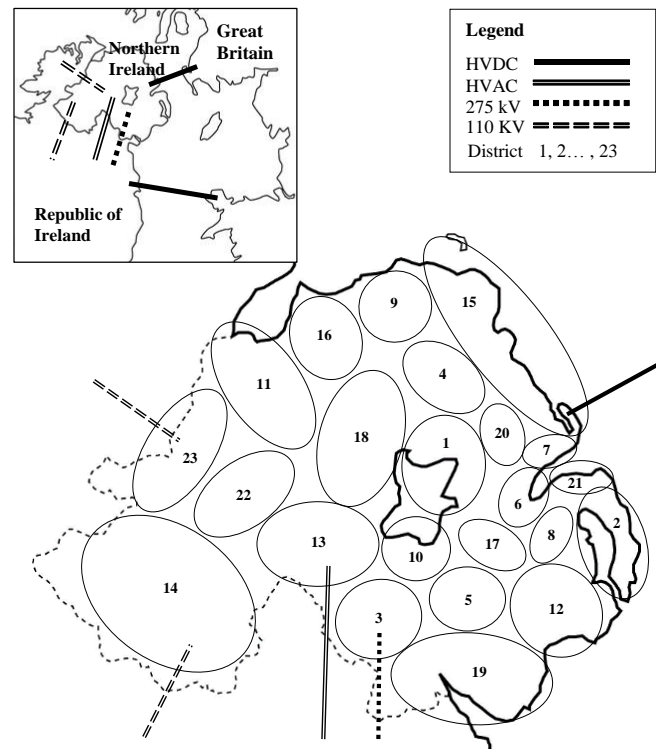 Northern
Ireland
Great
Britain
Republic of
Ireland
Legend
HVDC
HVAC
275 kV
110 KV
District 1, 2… , 23
15
9
16
4
11
20
1
18
7
23
21
22
6
2
8
13
17
10
14
5
12
3
19